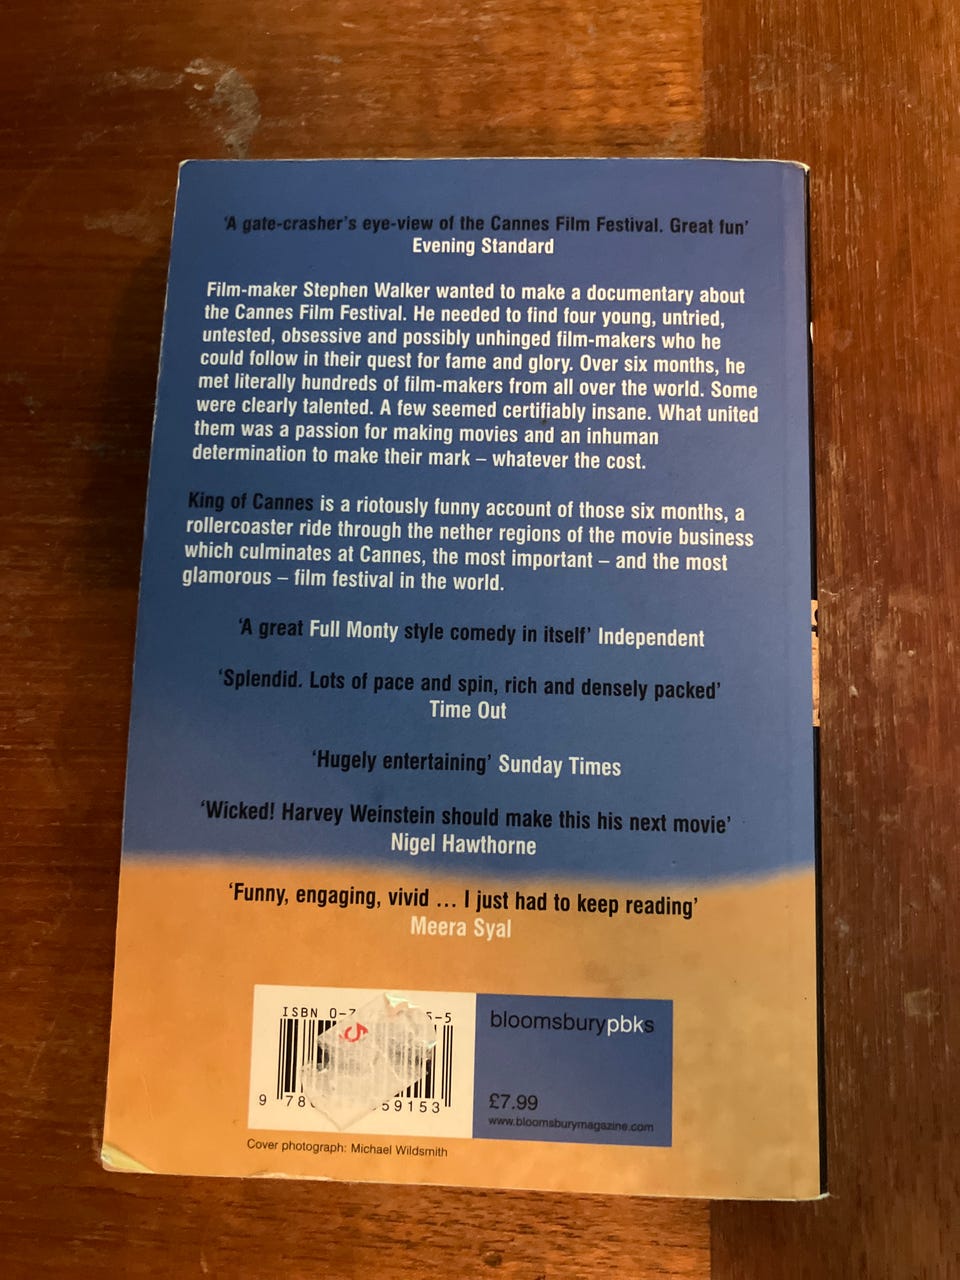 ‘A gate-crasher’s eye-view of the Cannes Film Festival. Great fun’
Evening Standard
Film-maker Stephen Walker wanted to make a documentary about
the Cannes Film Festival. He needed to find four young, untried,
untested, obsessive and possibly unhinged film-makers who he
could follow in their quest for fame and glory. Over six months, he
met literally hundreds of film-makers from all over the world. Some
were clearly talented. A few seemed certifiably insane. What united
them was a passion for making movies and an inhuman
determination to make their mark – whatever the cost.
King of Cannes is a riotously funny account of those six months, a
rollercoaster ride through the nether regions of the movie business
which culminates at Cannes, the most important – and the most
glamorous – film festival in the world.
‘A great Full Monty style comedy in itself’ Independent
‘Splendid. Lots of pace and spin, rich and densely packed’
Time Out
‘Hugely entertaining’ Sunday Times
‘Wicked! Harvey Weinstein should make this his next movie’
Nigel Hawthorne
‘Funny, engaging, vivid ... I just had to keep reading’
Meera Syal
ISBN 0-7 5-5
9 78 59153
bloomsburypbks
£7.99
www.bloomsburymagazine.com
Cover photograph: Michael Wildsmith